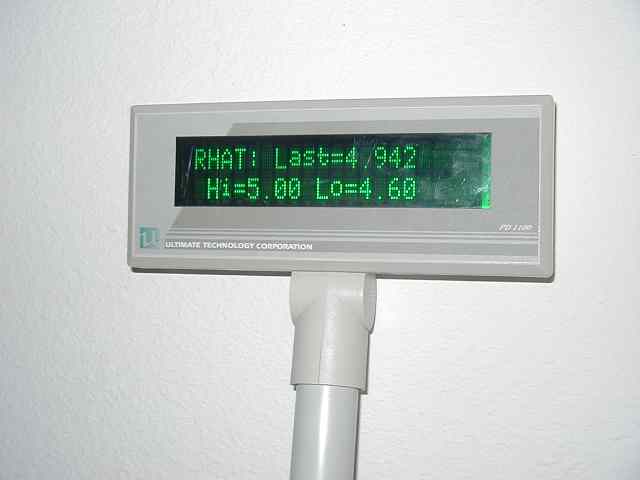 RHAT: Last=4.942
Hi=5.00 Lo=4.60
PD 1100
U
ULTIMATE TECHNOLOGY CORPORATION